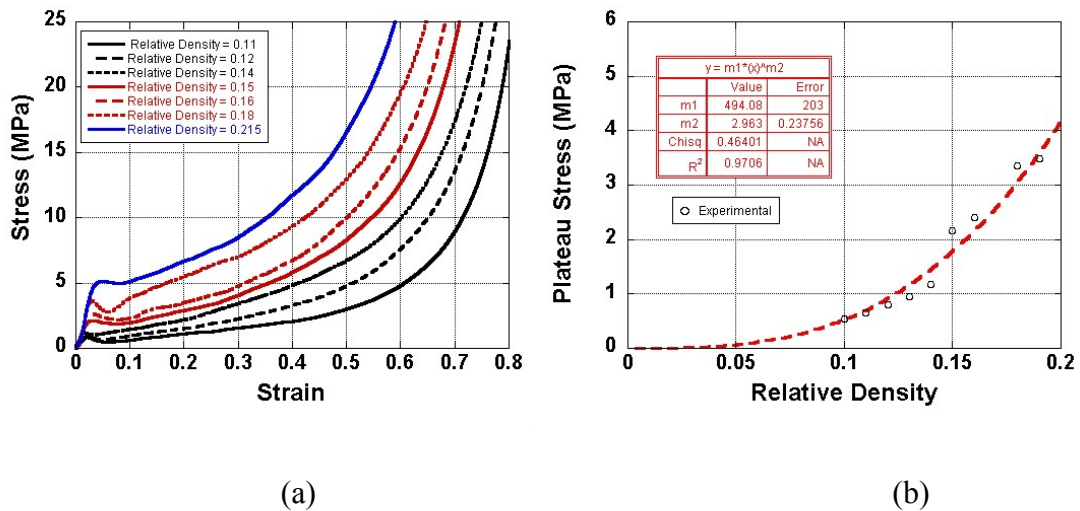 25
20
15
10
5
0
Stress (MPa)
Relative Density = 0.11
Relative Density = 0.12
Relative Density = 0.14
Relative Density = 0.15
Relative Density = 0.16
Relative Density = 0.18
Relative Density = 0.215
0 0.1 0.2 0.3 0.4 0.5 0.6 0.7 0.8
Strain
(a)
6
5
4
3
2
1
0
Plateau Stress (MPa)
y = m1*(x)^m2
Value Error
m1 494.08 203
m2 2.963 0.23756
Chisq 0.46401 NA
R2 0.9706 NA
Experimental
0 0.05 0.1 0.15 0.2
Relative Density
(b)